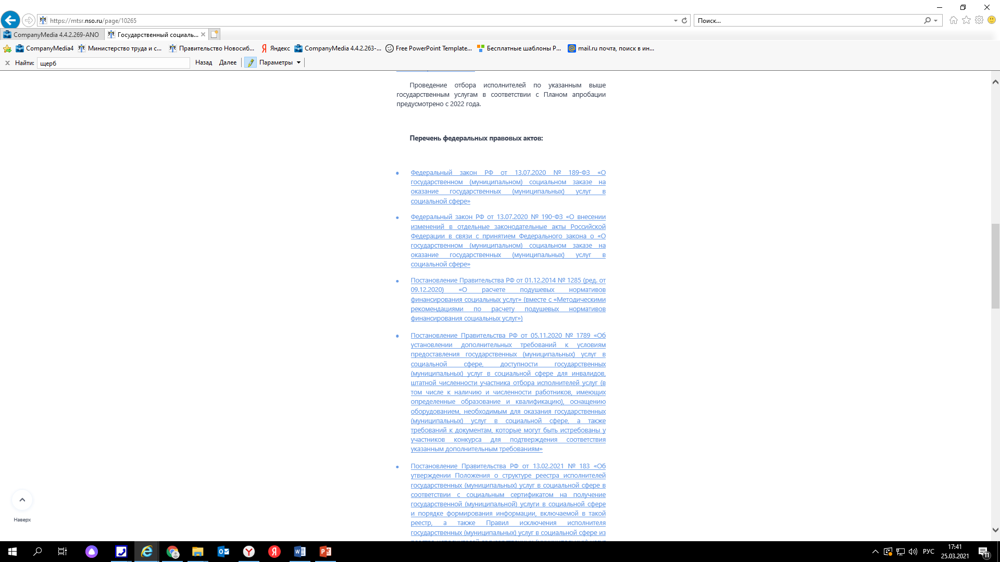 https://mtsr.nso.ru/page/10265
Поиск...
CompanyMedia 4.4.2.269-ANO
Государственный социаль...
CompanyMedia4
Министерство труда и с...
Правительство Новосиб...
Яндекс
CompanyMedia 4.4.2.263-...
Free PowerPoint Template...
Бесплатные шаблоны P...
mail.ru почта, поиск в ин...
Найти: щерб Назад Далее Параметры
Проведение отбора исполнителей по указанным выше
государственным услугам в соответствии с Планом апробации
предусмотрено с 2022 года.
Перечень федеральных правовых актов:
Федеральный закон РФ от 13.07.2020 № 189-ФЗ «О
государственном (муниципальном) социальном заказе на
оказание государственных (муниципальных) услуг в
социальной сфере»
Федеральный закон РФ от 13.07.2020 № 190-ФЗ «О внесении
изменений в отдельные законодательные акты Российской
Федерации в связи с принятием Федерального закона о «О
государственном (муниципальном) социальном заказе на
оказание государственных (муниципальных) услуг в
социальной сфере»
Постановление Правительства РФ от 01.12.2014 № 1285 (ред. от
09.12.2020) «О расчете подушевых нормативов
финансирования социальных услуг» (вместе с «Методическими
рекомендациями по расчету подушевых нормативов
финансирования социальных услуг»)
Постановление Правительства РФ от 05.11.2020 № 1789 «Об
установлении дополнительных требований к условиям
предоставления государственных (муниципальных) услуг в
социальной сфере, доступности государственных
(муниципальных) услуг в социальной сфере для инвалидов,
штатной численности участника отбора исполнителей услуг (в
том числе к наличию и численности работников, имеющих
определенные образование и квалификацию), оснащению
оборудованием, необходимым для оказания государственных
(муниципальных) услуг в социальной сфере, а также
требований к документам, которые могут быть истребованы у
участников конкурса для подтверждения соответствия
указанным дополнительным требованиям»
Постановление Правительства РФ от 13.02.2021 № 183 «Об
утверждении Положения о структуре реестра исполнителей
государственных (муниципальных) услуг в социальной сфере в
соответствии с социальным сертификатом на получение
государственной (муниципальной) услуги в социальной сфере
и порядке формирования информации, включаемой в такой
реестр, а также Правил исключения исполнителя
государственных (муниципальных) услуг в социальной сфере из
Наверх
РУС
17:41
25.03.2021
11